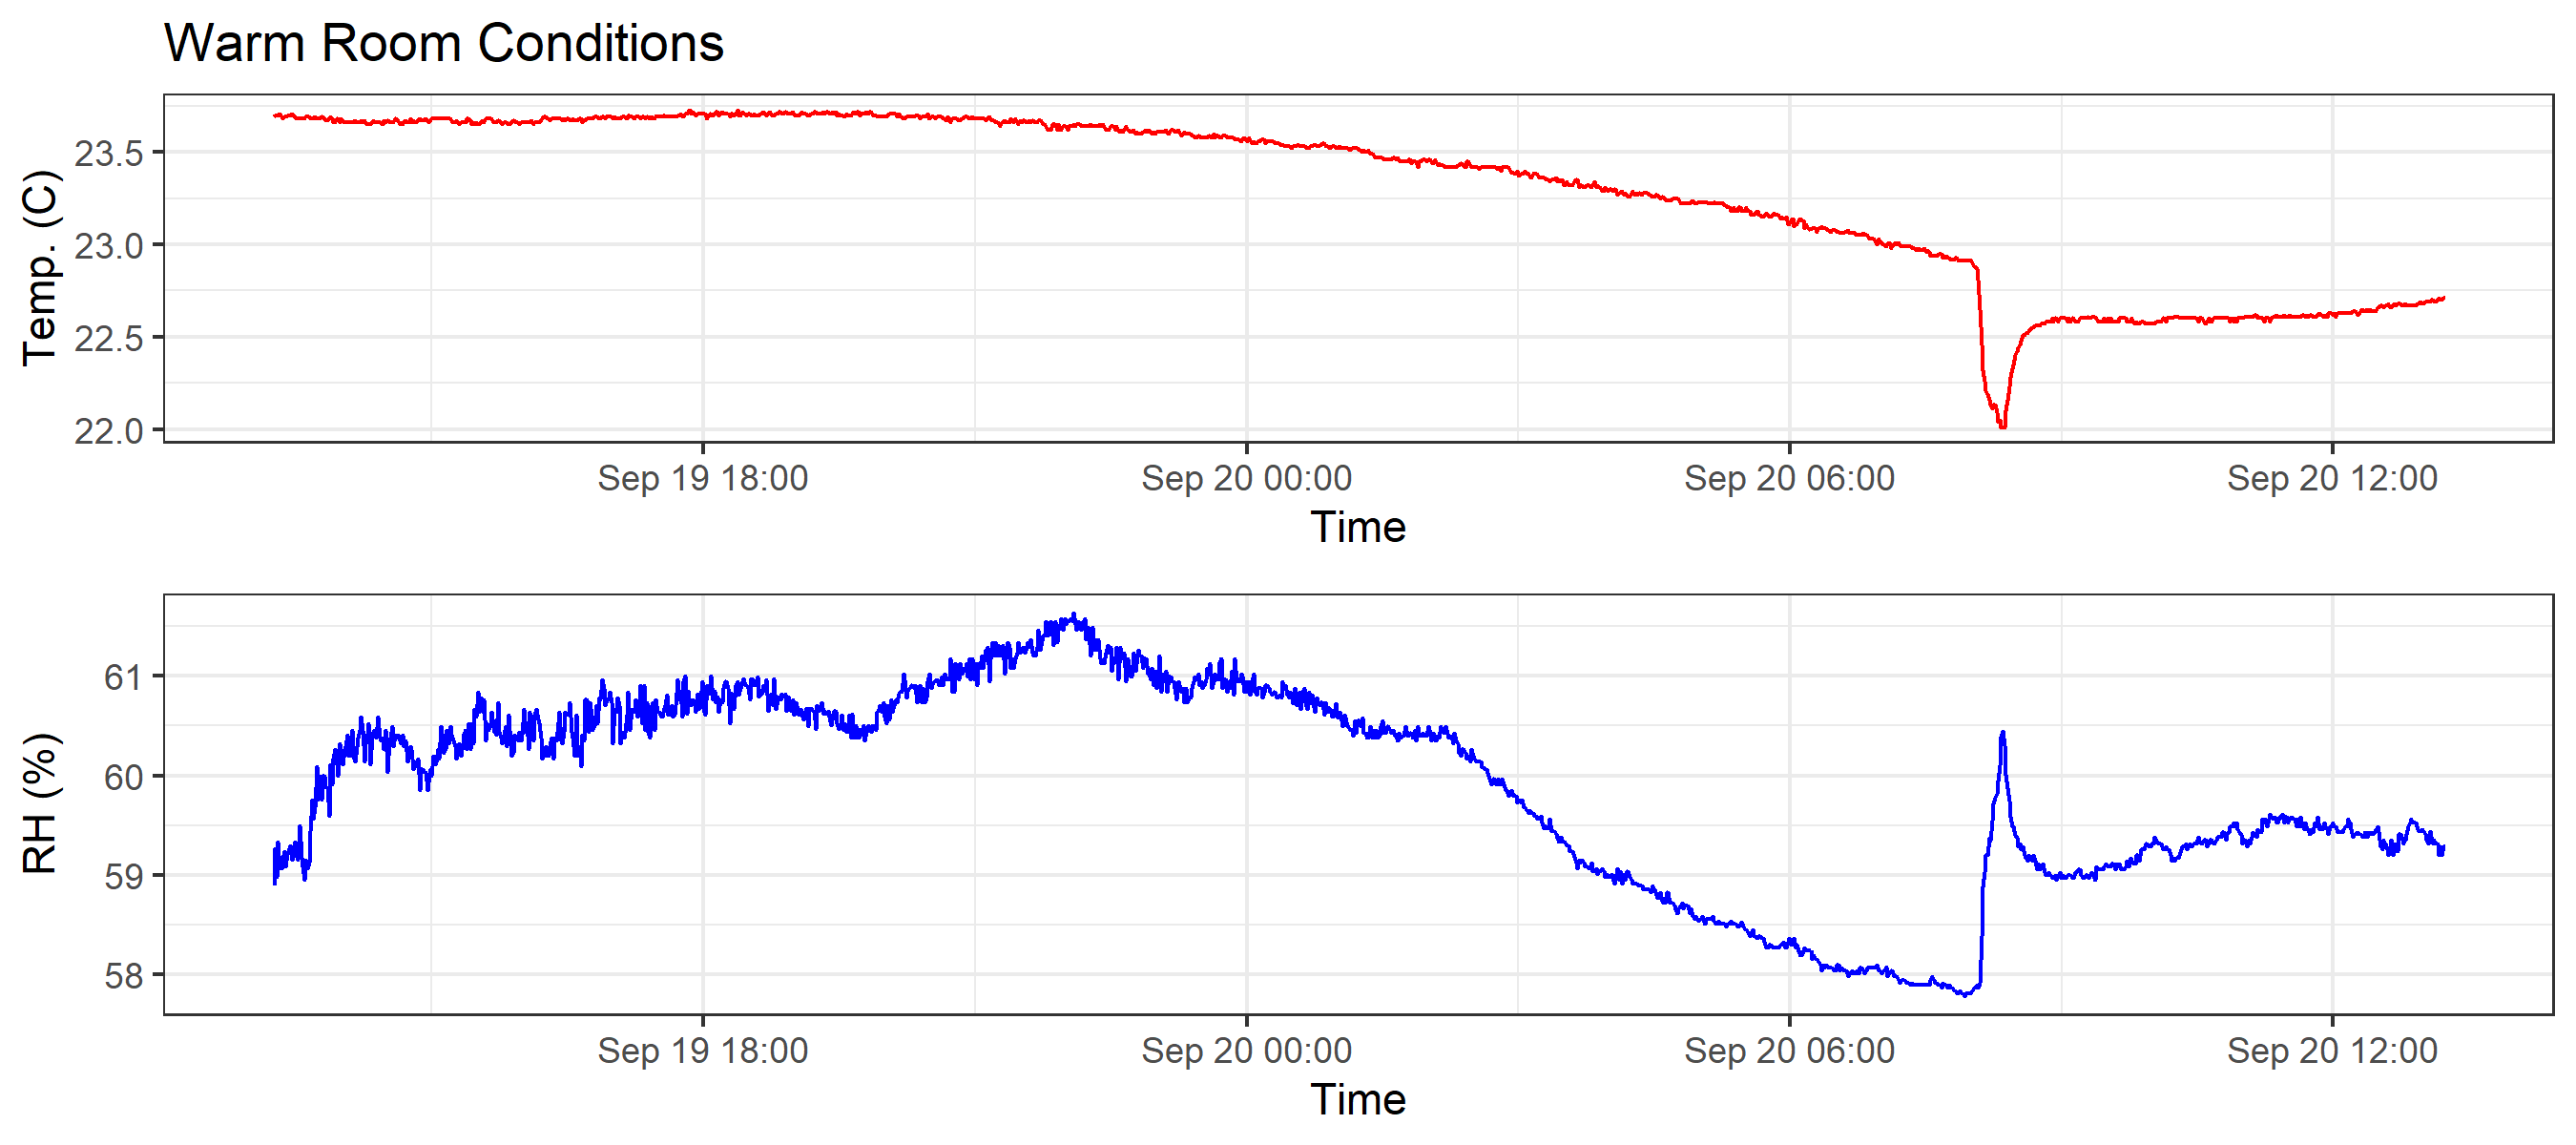 Warm Room Conditions
Temp. (C)
23.5
23.0
22.5
22.0
Sep 19 18:00 Sep 20 00:00 Sep 20 06:00 Sep 20 12:00
Time
RH (%)
61
60
59
58
Sep 19 18:00 Sep 20 00:00 Sep 20 06:00 Sep 20 12:00
Time